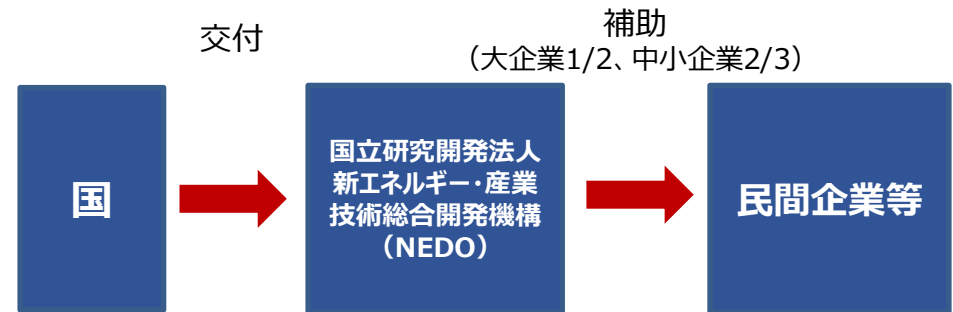 交付
補助
（大企業1/2、中小企業2/3）
国
国立研究開発法人
新エネルギー・産業
技術総合開発機構
（NEDO）
民間企業等